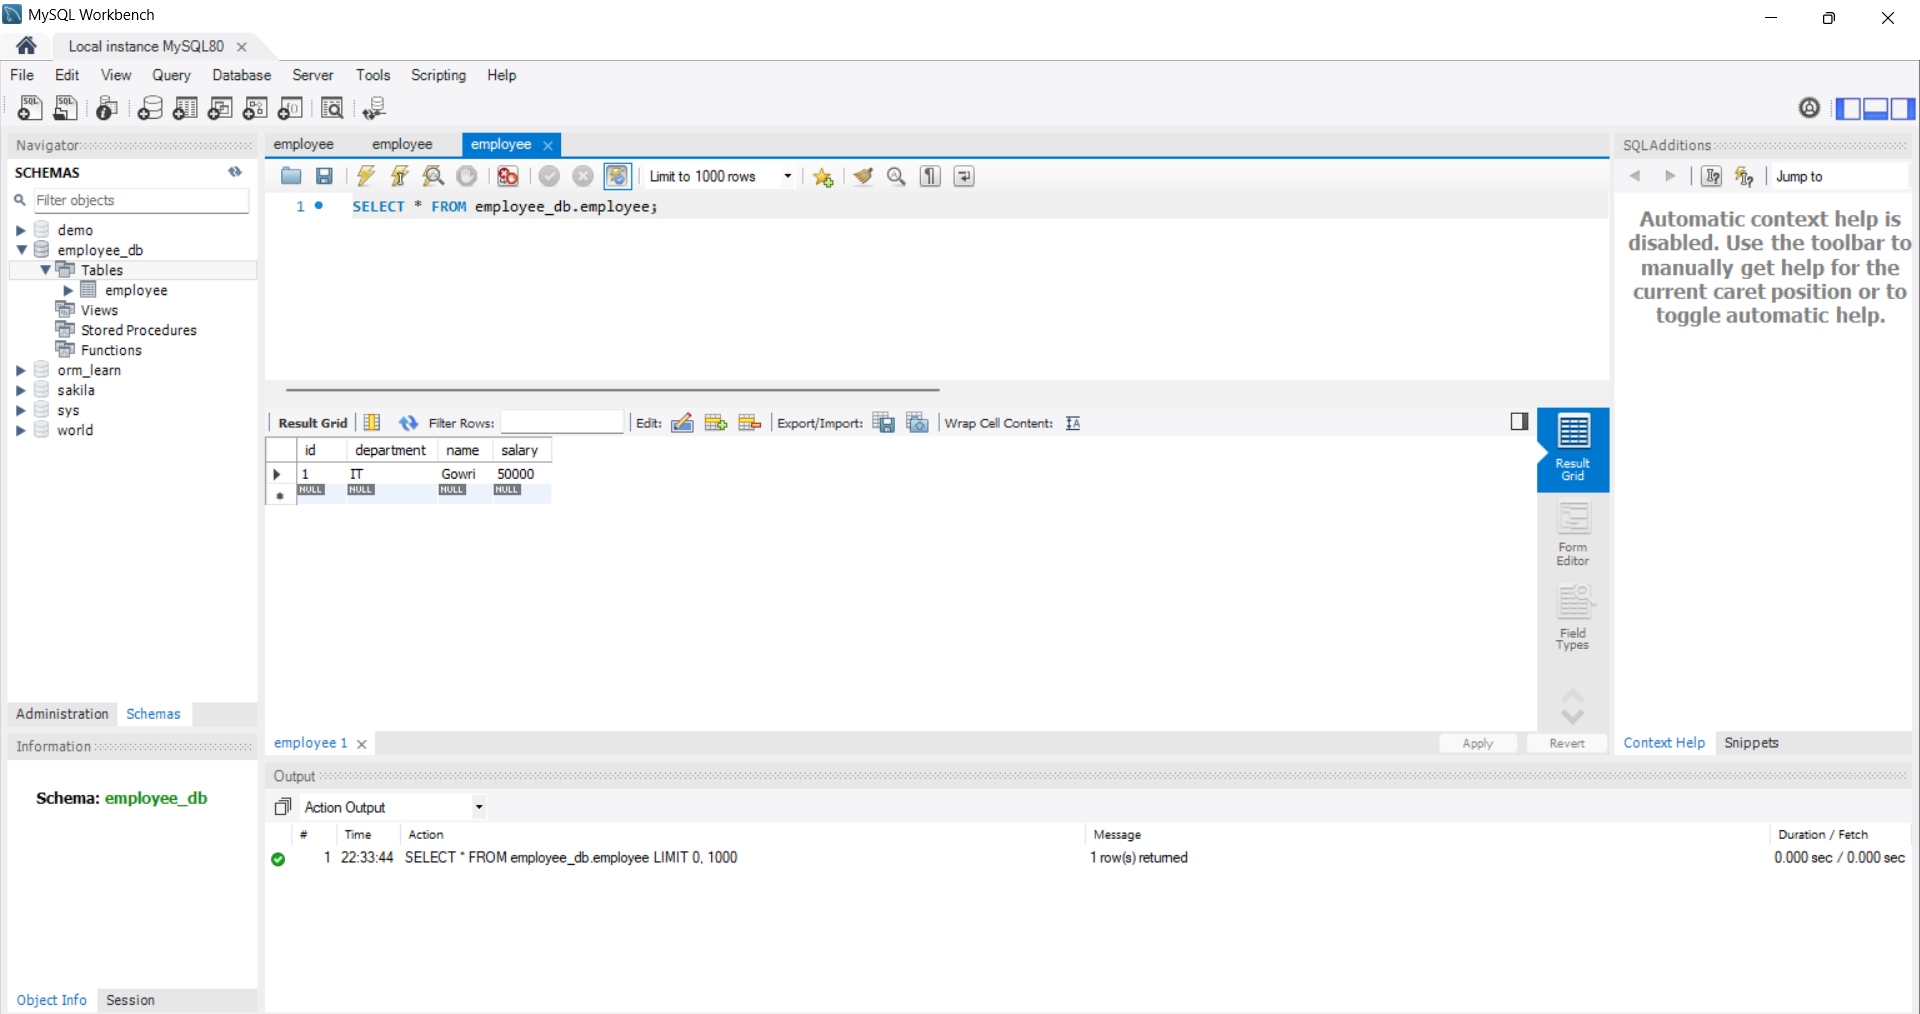 MySQL Workbench
Local instance MySQL80
File Edit View Query Database Server Tools Scripting Help
Navigator
SCHEMAS
Filter objects
demo
employee_db
Tables
employee
Views
Stored Procedures
Functions
orm_learn
sakila
sys
world
Administration Schemas
Information
Schema: employee_db
Object Info Session
employee employee employee
Limit to 1000 rows
1 SELECT * FROM employee_db.employee;
Result Grid Filter Rows: Edit: Export/Import: Wrap Cell Content:
id department name salary
1 IT Gowri 50000
NULL NULL NULL NULL
Result
Grid
Form
Editor
Field
Types
employee 1 Apply Revert
Output
Action Output
# Time Action Message Duration / Fetch
1 22:33:44 SELECT * FROM employee_db.employee LIMIT 0, 1000 1 row(s) returned 0.000 sec / 0.000 sec
SQLAdditions
Jump to
Automatic context help is
disabled. Use the toolbar to
manually get help for the
current caret position or to
toggle automatic help.
Context Help Snippets